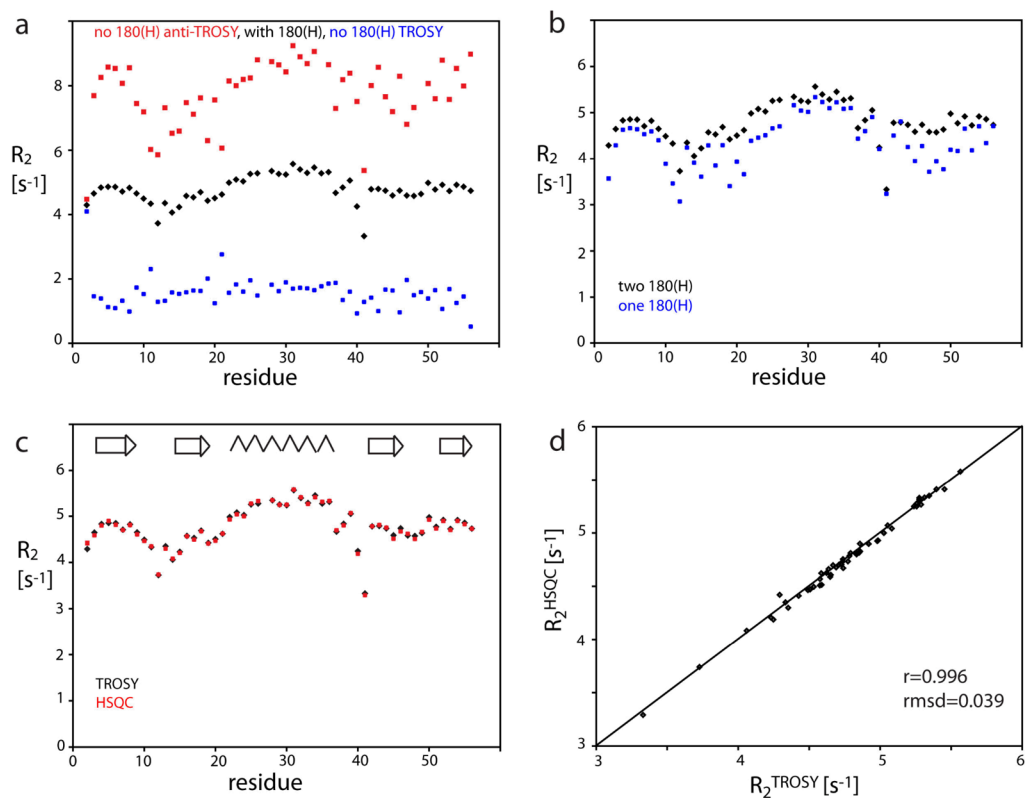 a
no 180(H) anti-TROSY, with 180(H), no 180(H) TROSY
8
6
R2
[s-1]
4
2
0
0 10 20 30 40 50
residue
b
6
5
R2
[s-1]
4
3
2
two 180(H)
one 180(H)
1
0
0 10 20 30 40 50
residue
c
6
5
R2
[s-1]
4
3
2
TROSY
HSQC
1
0
0 10 20 30 40 50
residue
d
6
5
R2HSQC [s-1]
4
r=0.996
rmsd=0.039
3
3 4 5 6
R2TROSY [s-1]